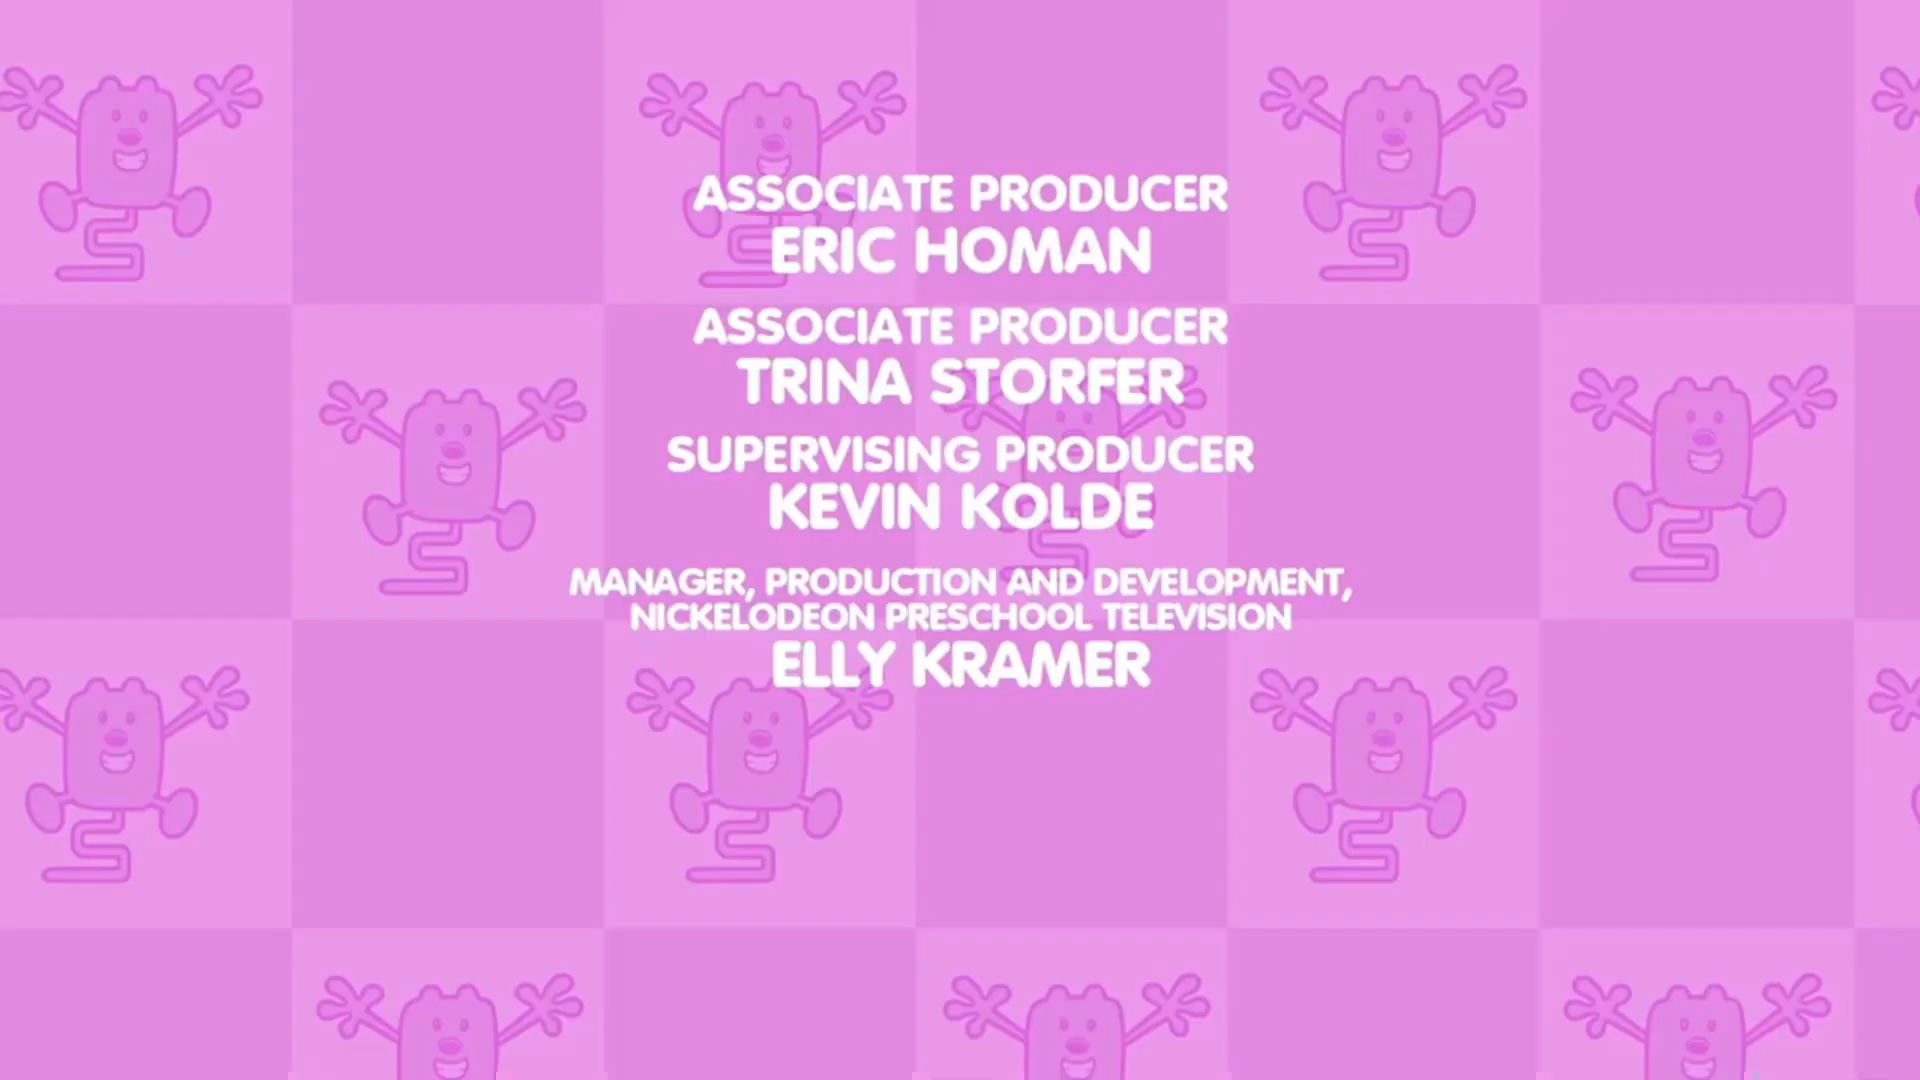 ASSOCIATE PRODUCER
ERIC HOMAN
ASSOCIATE PRODUCER
TRINA STORFER
SUPERVISING PRODUCER
KEVIN KOLDE
MANAGER, PRODUCTION AND DEVELOPMENT,
NICKELODEON PRESCHOOL TELEVISION
ELLY KRAMER